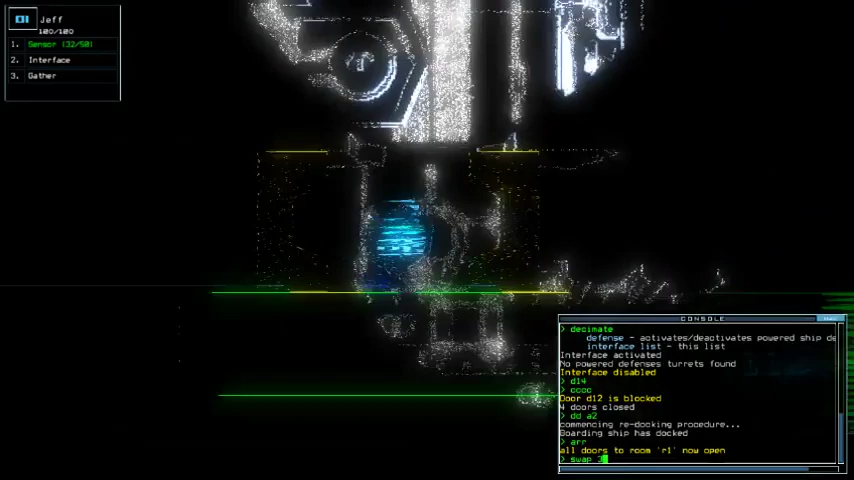 Jeff
100/100
1. Sensor (32/50)
2. Interface
3. Gather
CONSOLE
> decimate
defense - activates/deactivates powered ship de
interface list - this list
Interface activated
No powered defenses turrets found
Interface disabled
> d14
> cccc
Door d12 is blocked
4 doors closed
> dd a2
commencing re-docking procedure...
Boarding ship has docked
> arr
all doors to room 'r1' now open
> swap 3